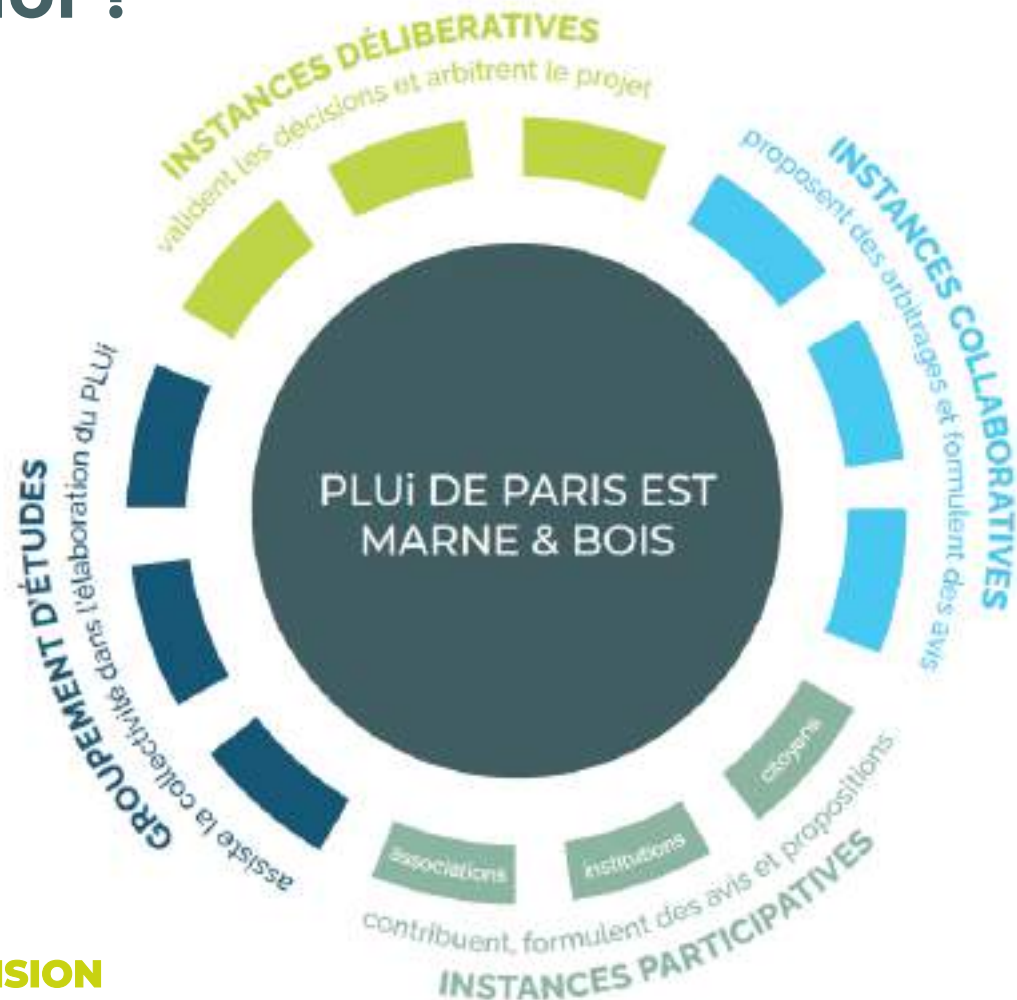 INSTANCES DÉLIBERATIVES
valident les décisions et arbitrent le projet
INSTANCES COLLABORATIVES
proposent des arbitrages et formulent des avis
PLUi DE PARIS EST
MARNE & BOIS
GROUPEMENT D'ÉTUDES
assiste la collectivité dans l'élaboration du PLUi
citoyens
institutions
associations
contribuent, formulent des avis et propositions
INSTANCES PARTICIPATIVES